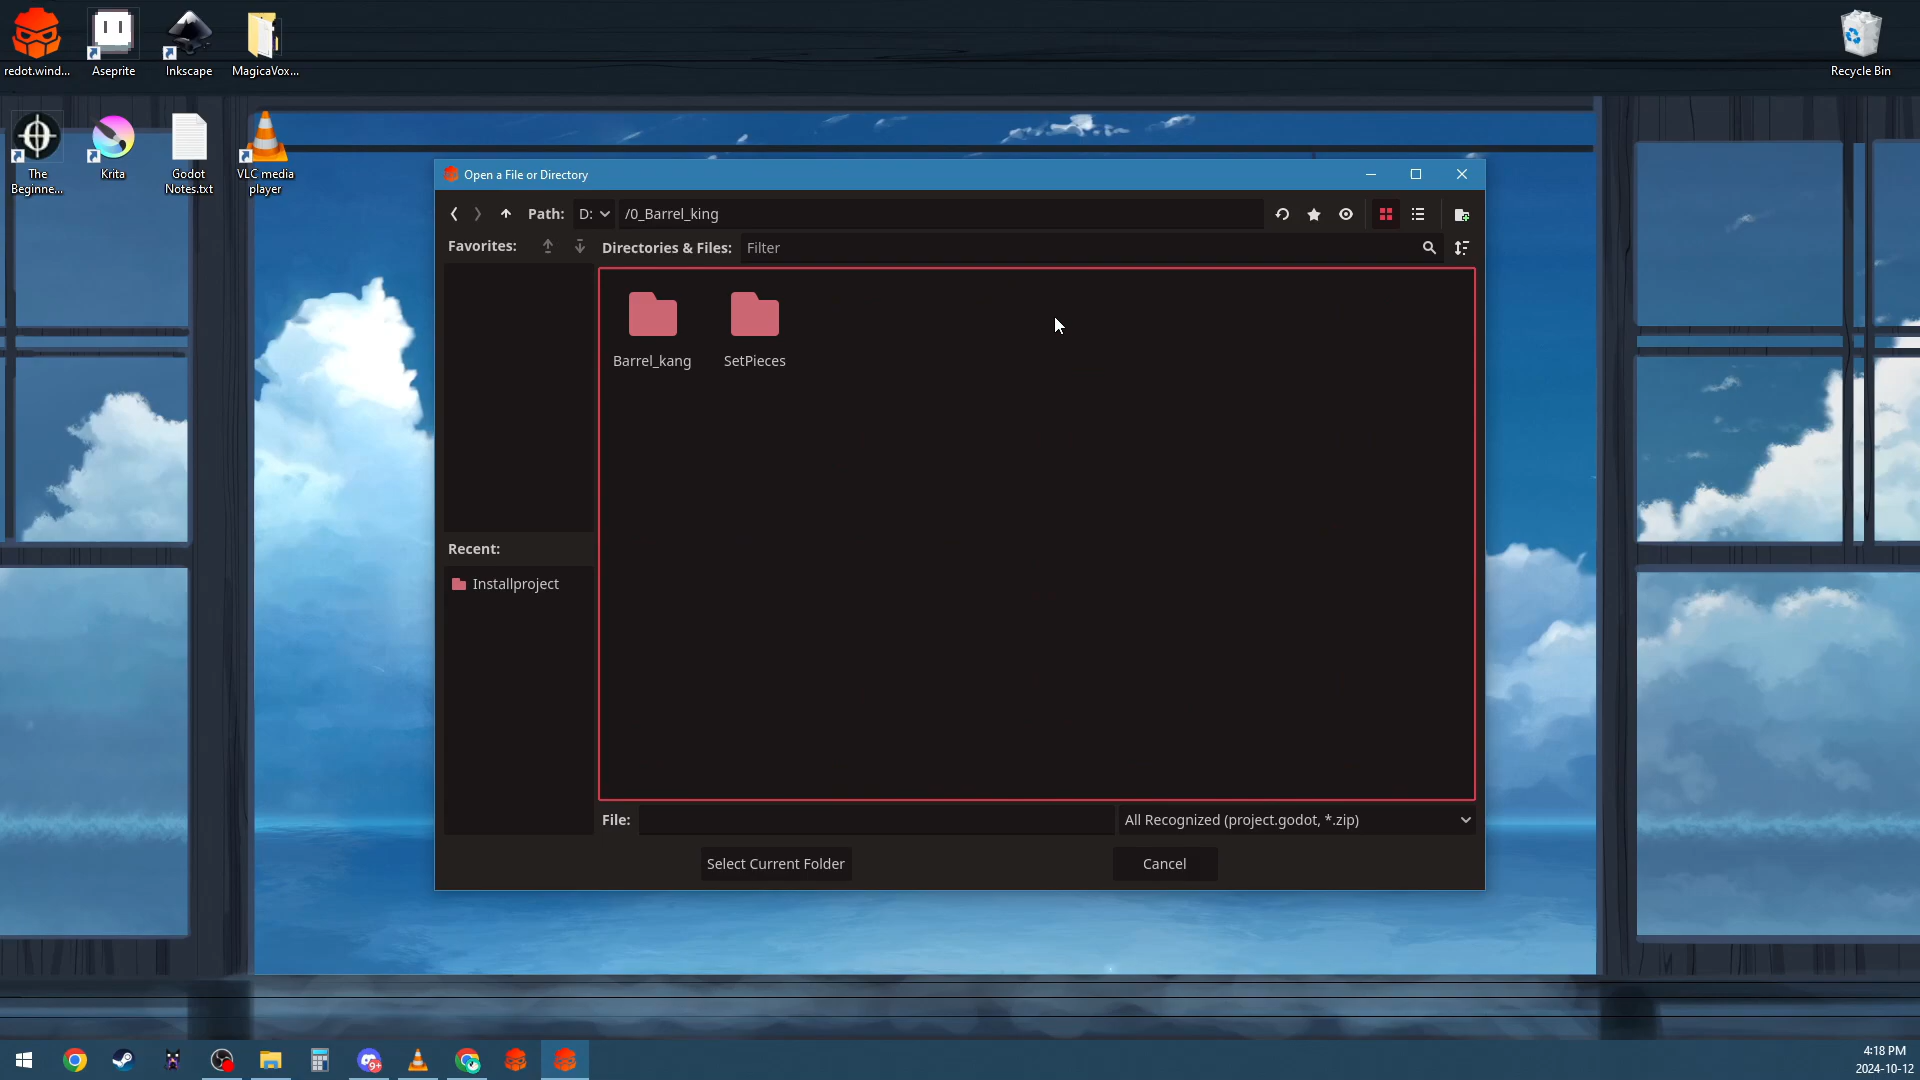 redot.wind...
Aseprite
Inkscape
MagicaVox...
Recycle Bin
The
Beginne...
Krita
Godot
Notes.txt
VLC media
player
Open a File or Directory
Path:
D:
/0_Barrel_king
Favorites:
Directories & Files:
Filter
Barrel_kang
SetPieces
Recent:
Installproject
File:
All Recognized (project.godot, *.zip)
Select Current Folder
Cancel
9+
4:18 PM
2024-10-12